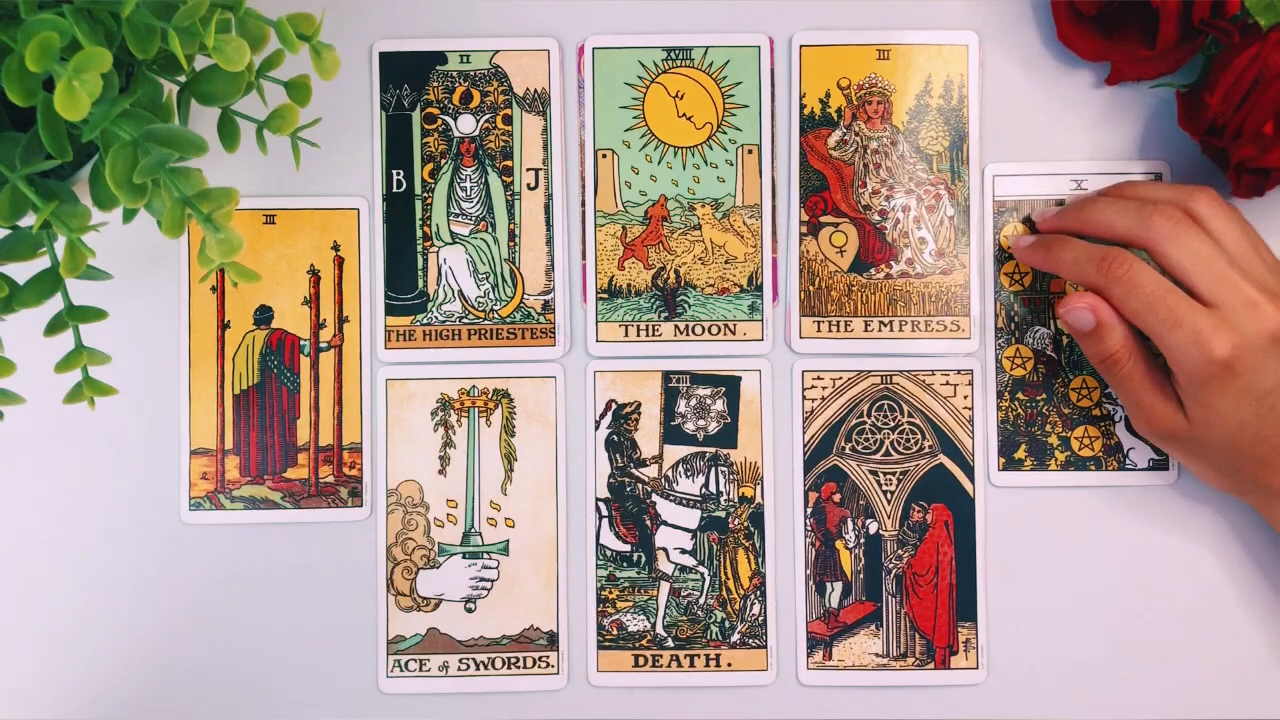 II
B
J
THE HIGH PRIESTESS
XVIII
THE MOON.
III
THE EMPRESS.
III
X
ACE of SWORDS.
XIII
DEATH.
III